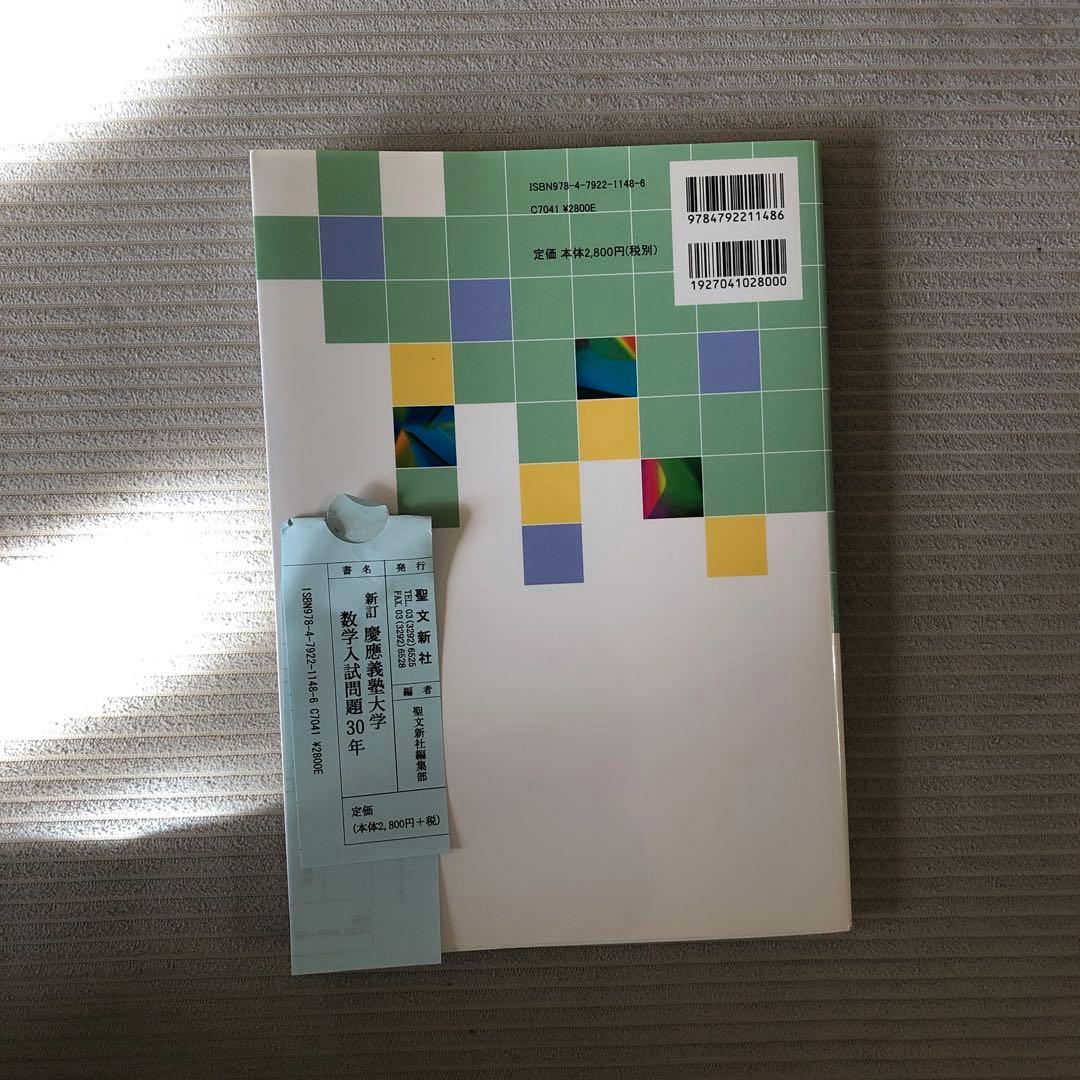 ISBN978-4-7922-1148-6
C7041 ¥2800E
定価 本体2,800円(税別)
9784792211486
1927041028000
発行
聖文新社
TEL. 03(3292)6525
FAX. 03(3292)6528
編者
聖文新社編集部
書名
新訂 慶應義塾大学
数学入試問題30年
定価
(本体2,800円+税)
ISBN978-4-7922-1148-6 C7041 ¥2800E